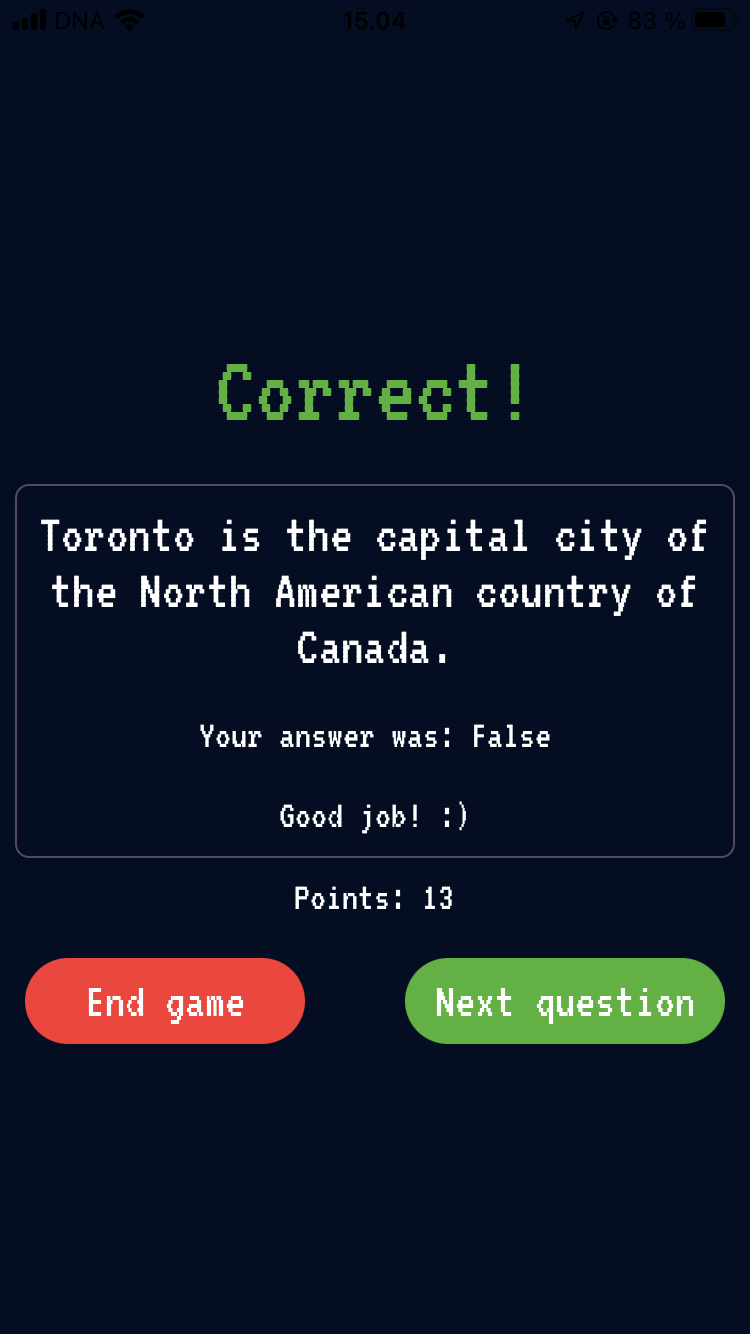 DNA 15.04 83 %
Correct!
Toronto is the capital city of
the North American country of
Canada.
Your answer was: False
Good job! :)
Points: 13
End game Next question